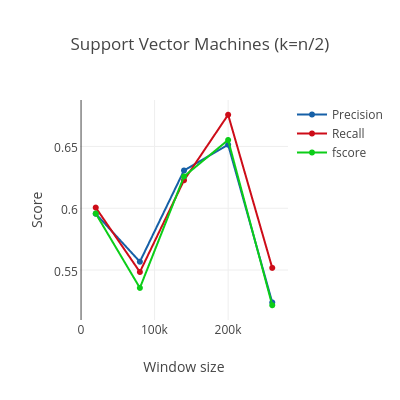 Support Vector Machines (k=n/2)
Precision
Recall
fscore
0.65
0.6
0.55
Score
0
100k
200k
Window size